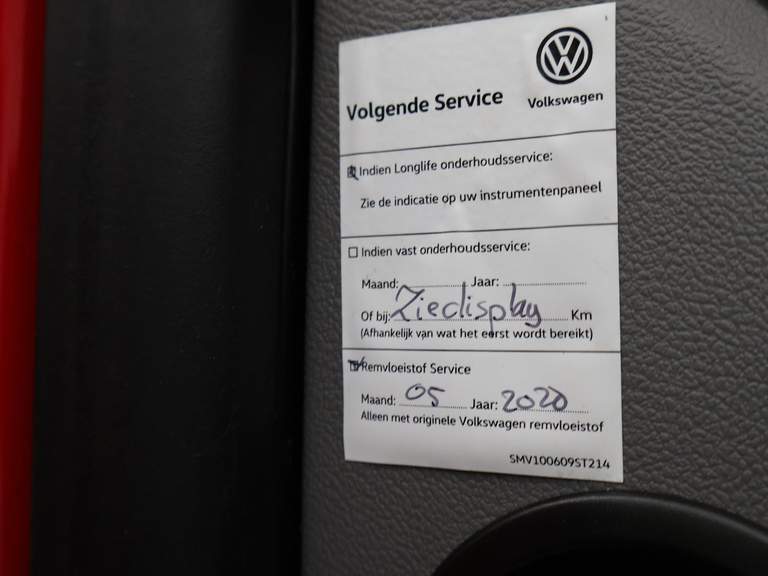 Volkswagen
Volgende Service
Indien Longlife onderhoudsservice:
Zie de indicatie op uw instrumentenpaneel
Indien vast onderhoudsservice:
Maand: Jaar:
Of bij: Ziedisplay Km
(Afhankelijk van wat het eerst wordt bereikt)
Remvloeistof Service
Maand: 05 Jaar: 2020
Alleen met originele Volkswagen remvloeistof
SMV100609ST214